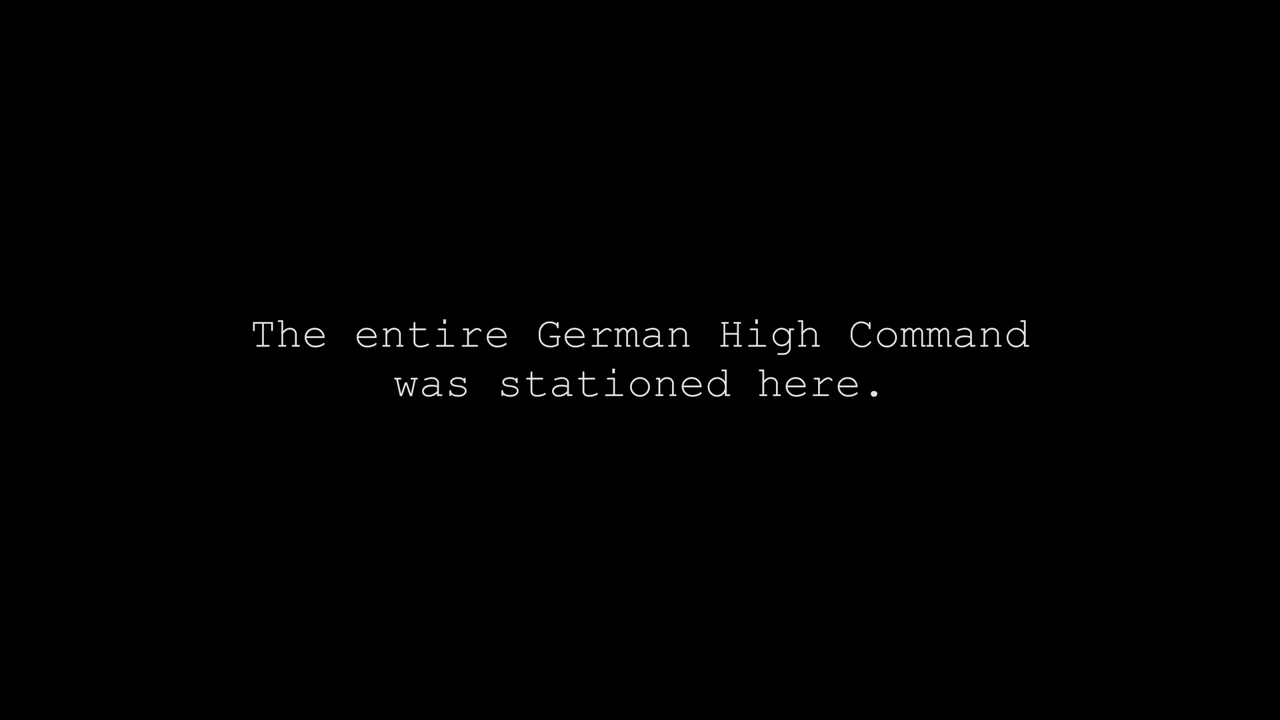 The entire German High Command
was stationed here.